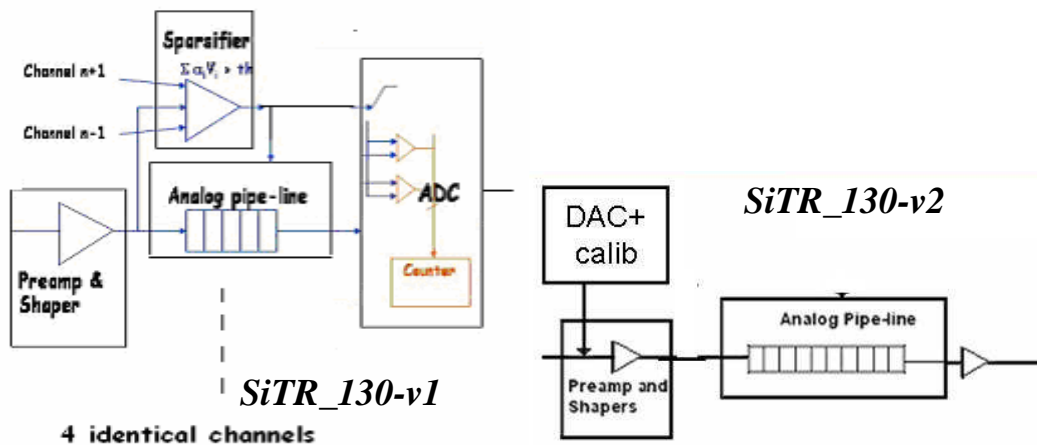 Sparsifier
Σ αᵢVᵢ > th
Channel n+1
Channel n-1
Analog pipe-line
ADC
Counter
Preamp &
Shaper
SiTR_130-v1
4 identical channels
SiTR_130-v2
DAC+
calib
Analog Pipe-line
Preamp and
Shapers